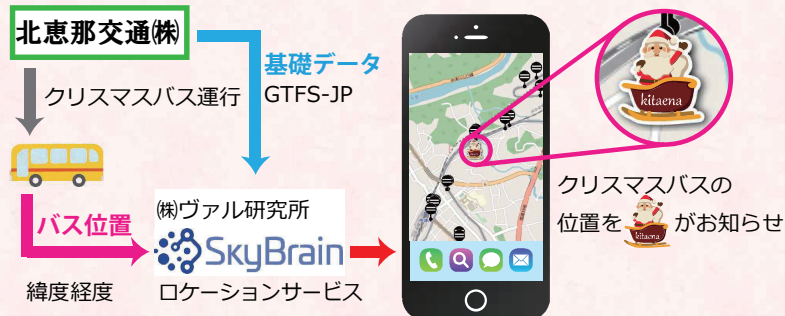 北恵那交通㈱
クリスマスバス運行
基礎データ
GTFS-JP
バス位置
緯度経度
㈱ヴァル研究所
SkyBrain
ロケーションサービス
kitaena
クリスマスバスの
位置を kitaena がお知らせ